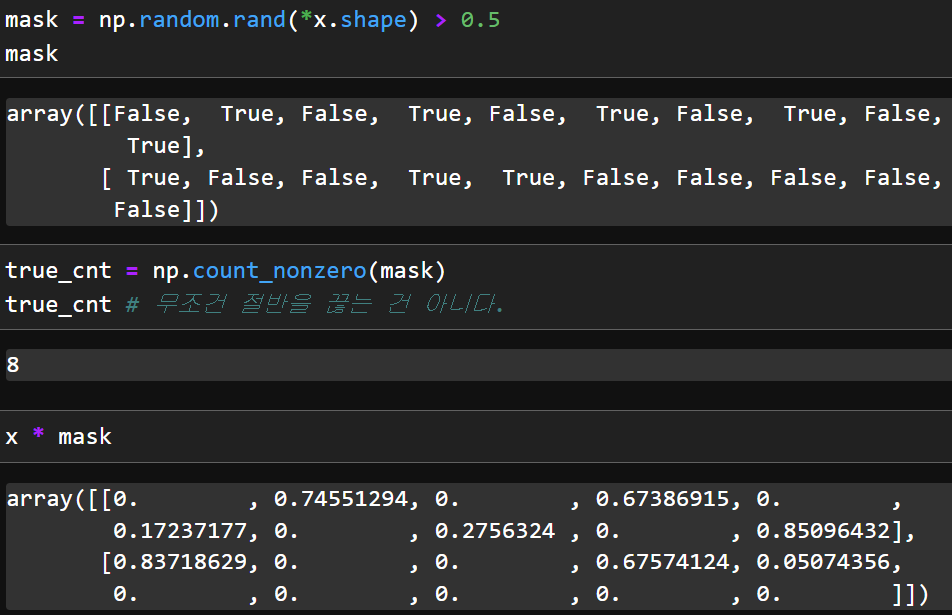 mask = np.random.rand(*x.shape) > 0.5
mask
array([[False,  True, False,  True, False,  True, False,  True, False,
         True],
       [ True, False, False,  True,  True, False, False, False, False,
        False]])
true_cnt = np.count_nonzero(mask)
true_cnt # 무조건 절반을 끊는 건 아니다.
8
x * mask
array([[0.        , 0.74551294, 0.        , 0.67386915, 0.        ,
        0.17237177, 0.        , 0.2756324 , 0.        , 0.85096432],
       [0.83718629, 0.        , 0.        , 0.67574124, 0.05074356,
        0.        , 0.        , 0.        , 0.        , 0.        ]])